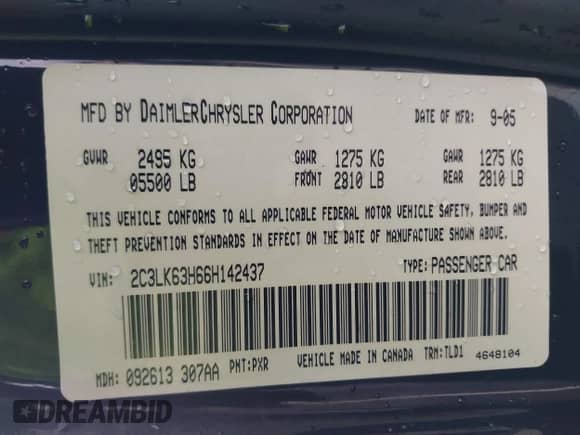 MFD BY DAIMLERCHRYSLER CORPORATION DATE OF MFR: 9-05
GVWR 2495 KG GAWR 1275 KG GAWR 1275 KG
05500 LB FRONT 2810 LB REAR 2810 LB
THIS VEHICLE CONFORMS TO ALL APPLICABLE FEDERAL MOTOR VEHICLE SAFETY, BUMPER AND
THEFT PREVENTION STANDARDS IN EFFECT ON THE DATE OF MANUFACTURE SHOWN ABOVE.
VIN: 2C3LK63H66H142437 TYPE: PASSENGER CAR
MDH: 092613 307AA PNT: PXR VEHICLE MADE IN CANADA TRM: TLD1 4648104
DREAMBID